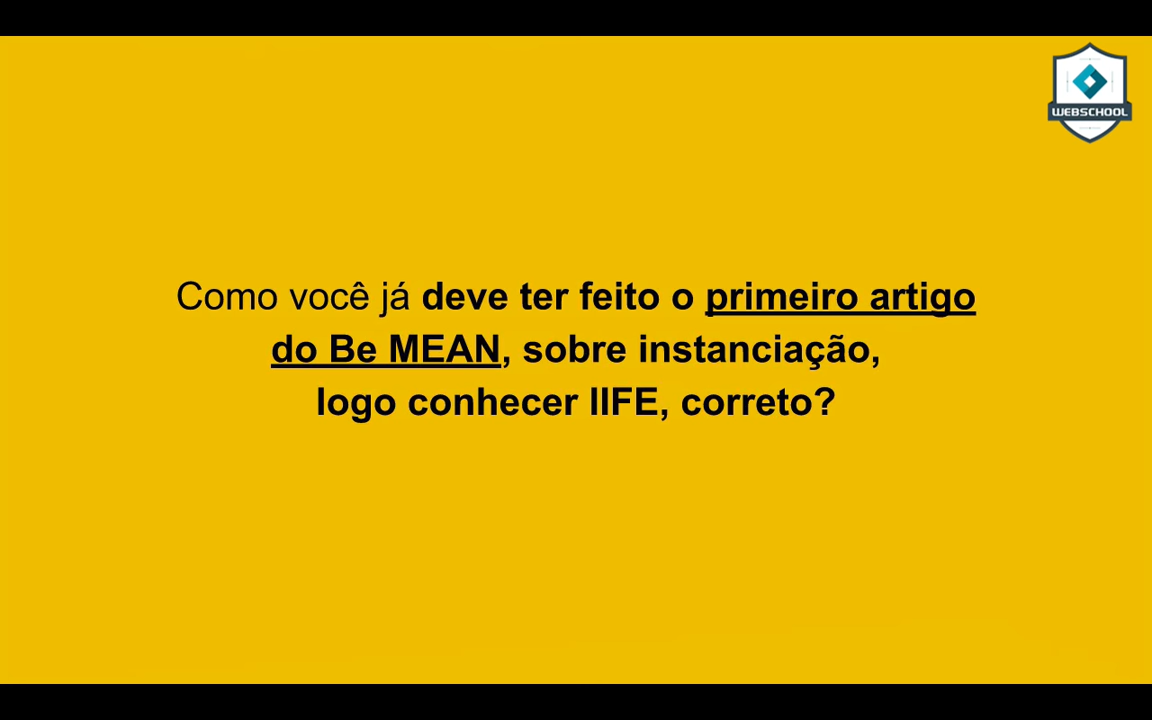 WEBSCHOOL
Como você já deve ter feito o primeiro artigo
do Be MEAN, sobre instanciação,
logo conhecer IIFE, correto?